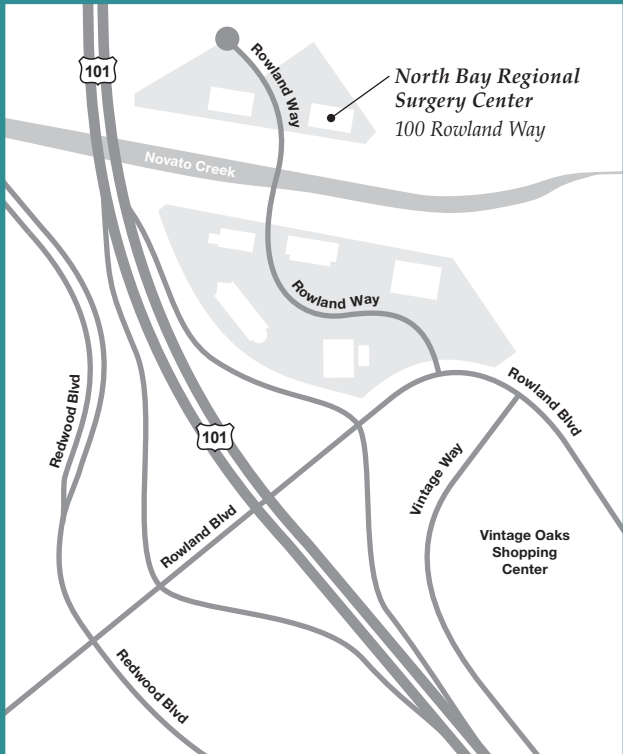 101
Rowland Way
North Bay Regional
Surgery Center
100 Rowland Way
Novato Creek
Rowland Way
Redwood Blvd
Rowland Blvd
101
Vintage Way
Rowland Blvd
Vintage Oaks
Shopping
Center
Redwood Blvd